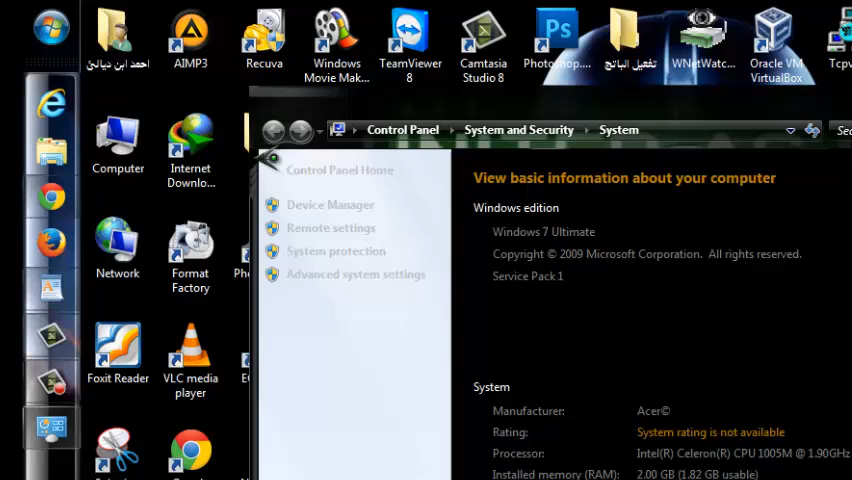 احمد ابن ديالى
AIMP3
Recuva
Windows
Movie Mak...
TeamViewer
8
Camtasia
Studio 8
Photoshop....
تفعيل الباتج
WNetWatc...
Oracle VM
VirtualBox
Tcpv
Computer
Internet
Downlo...
Network
Format
Factory
Foxit Reader
VLC media
player
Control Panel
System and Security
System
Control Panel Home
Device Manager
Remote settings
System protection
Advanced system settings
View basic information about your computer
Windows edition
Windows 7 Ultimate
Copyright © 2009 Microsoft Corporation. All rights reserved.
Service Pack 1
System
Manufacturer: Acer©
Rating: System rating is not available
Processor: Intel(R) Celeron(R) CPU 1005M @ 1.90GHz
Installed memory (RAM): 2.00 GB (1.82 GB usable)